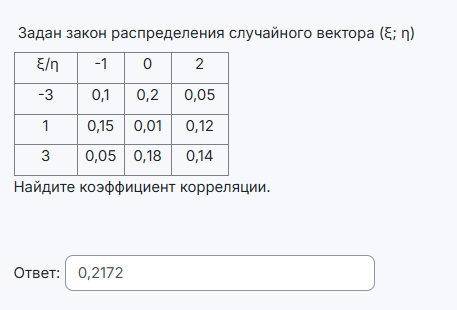 Задан закон распределения случайного вектора (ξ; η)
ξ/η -1 0 2
-3 0,1 0,2 0,05
1 0,15 0,01 0,12
3 0,05 0,18 0,14
Найдите коэффициент корреляции.
Ответ: 0,2172